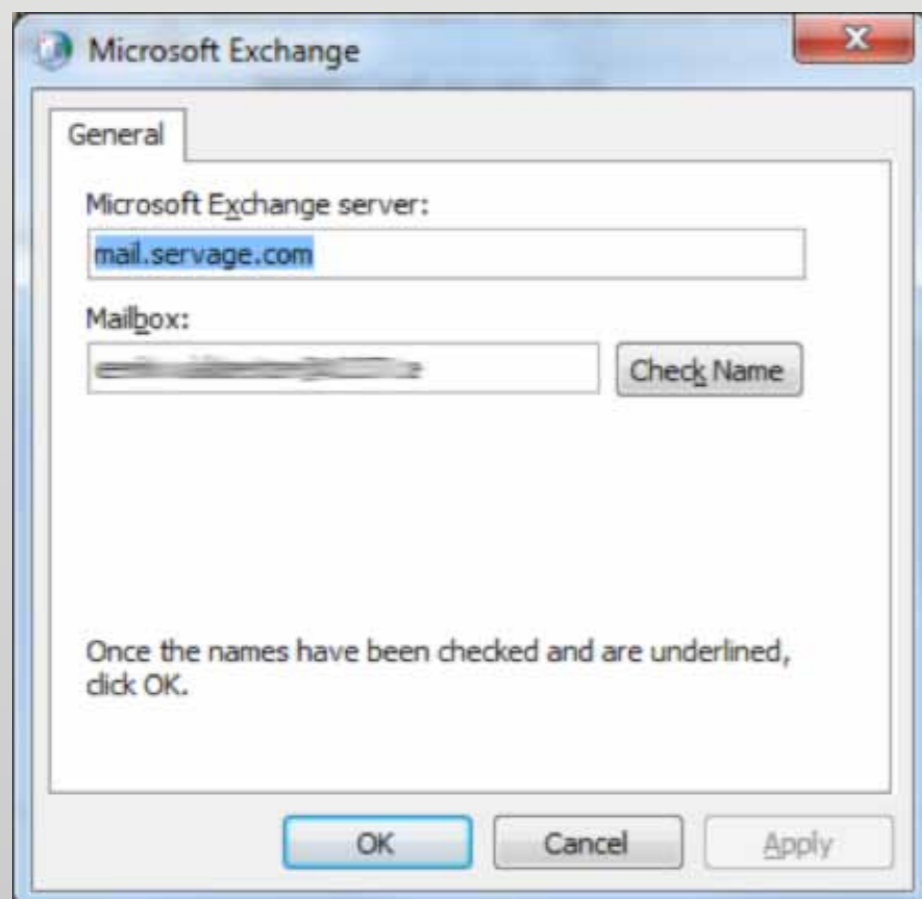 Microsoft Exchange
General
Microsoft Exchange server:
mail.servage.com
Mailbox:
Check Name
Once the names have been checked and are underlined,
click OK.
OK
Cancel
Apply